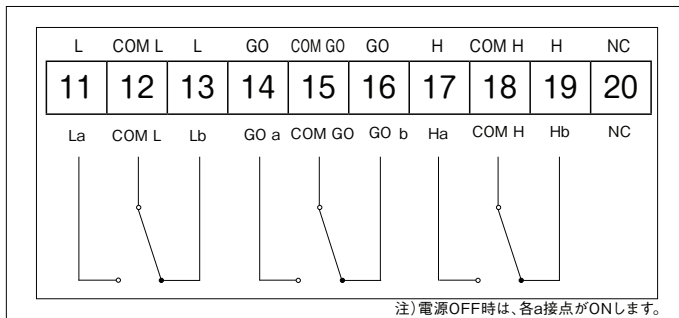 L COM L L GO COM GO GO H COM H H NC
11 12 13 14 15 16 17 18 19 20
La COM L Lb GO a COM GO GO b Ha COM H Hb NC
注)電源OFF時は、各a接点がONします。